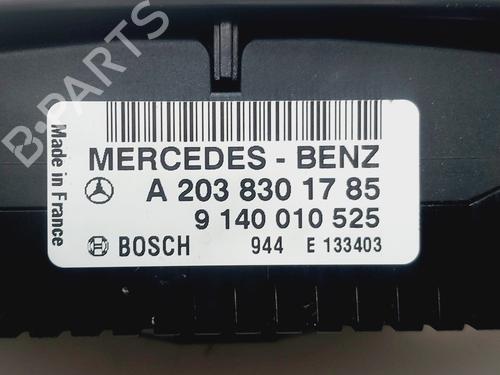 B-PARTS
Made in France
MERCEDES - BENZ
A 203 830 17 85
9 140 010 525
BOSCH 944 E 133403